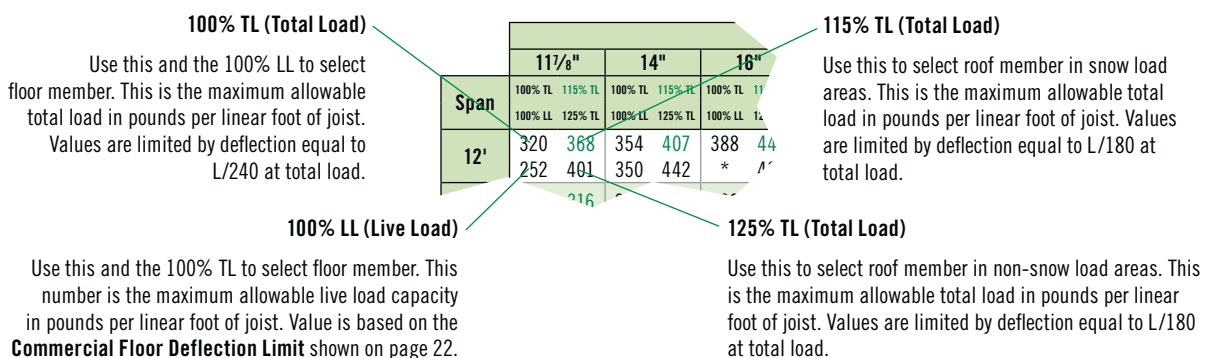 100% TL (Total Load)
Use this and the 100% LL to select
floor member. This is the maximum allowable
total load in pounds per linear foot of joist.
Values are limited by deflection equal to
L/240 at total load.
11⅞" 14" 16"
Span
100% TL 115% TL 100% TL 115% TL 100% TL
100% LL 125% TL 100% LL 125% TL 100% LL
12'
320 368 354 407 388
252 401 350 442 *
216
115% TL (Total Load)
Use this to select roof member in snow load
areas. This is the maximum allowable total
load in pounds per linear foot of joist. Values
are limited by deflection equal to L/180 at
total load.
100% LL (Live Load)
Use this and the 100% TL to select floor member. This
number is the maximum allowable live load capacity
in pounds per linear foot of joist. Value is based on the
Commercial Floor Deflection Limit shown on page 22.
125% TL (Total Load)
Use this to select roof member in non-snow load areas. This
is the maximum allowable total load in pounds per linear
foot of joist. Values are limited by deflection equal to L/180
at total load.